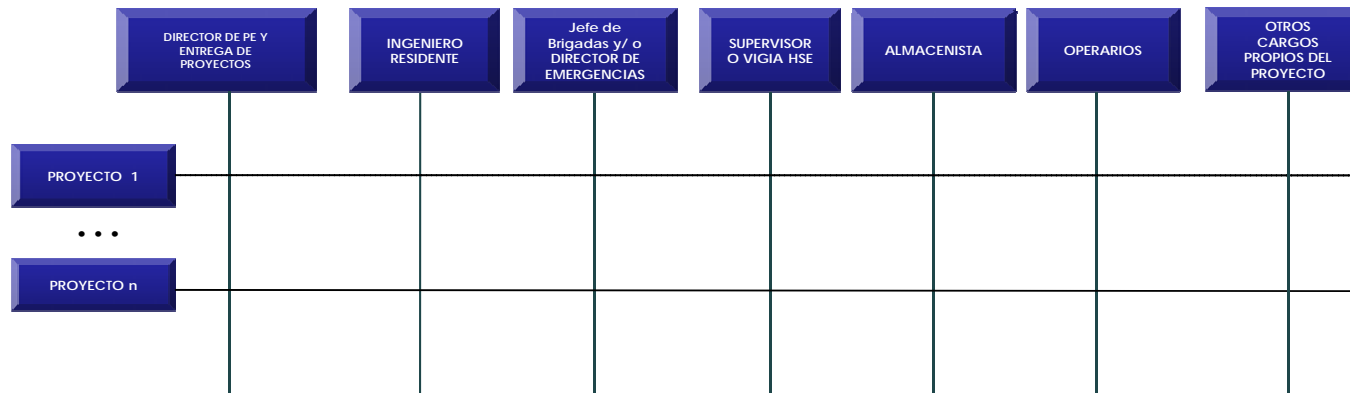 DIRECTOR DE PE Y
ENTREGA DE
PROYECTOS
INGENIERO
RESIDENTE
Jefe de
Brigadas y/ o
DIRECTOR DE
EMERGENCIAS
SUPERVISOR
O VIGIA HSE
ALMACENISTA
OPERARIOS
OTROS
CARGOS
PROPIOS DEL
PROYECTO
PROYECTO 1
...
PROYECTO n